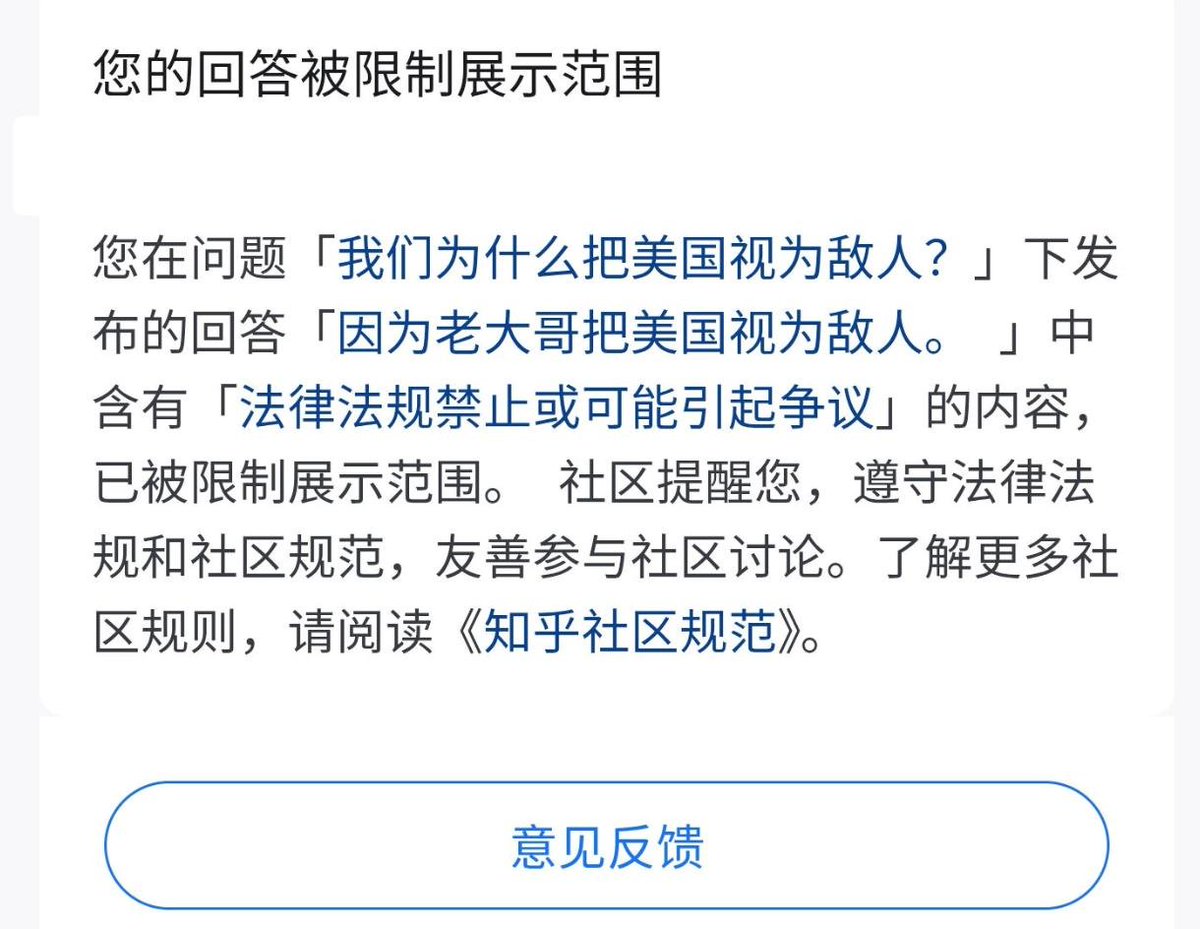 您的回答被限制展示范围
您在问题「我们为什么把美国视为敌人？」下发
布的回答「因为老大哥把美国视为敌人。 」中
含有「法律法规禁止或可能引起争议」的内容，
已被限制展示范围。 社区提醒您，遵守法律法
规和社区规范，友善参与社区讨论。了解更多社
区规则，请阅读《知乎社区规范》。
意见反馈